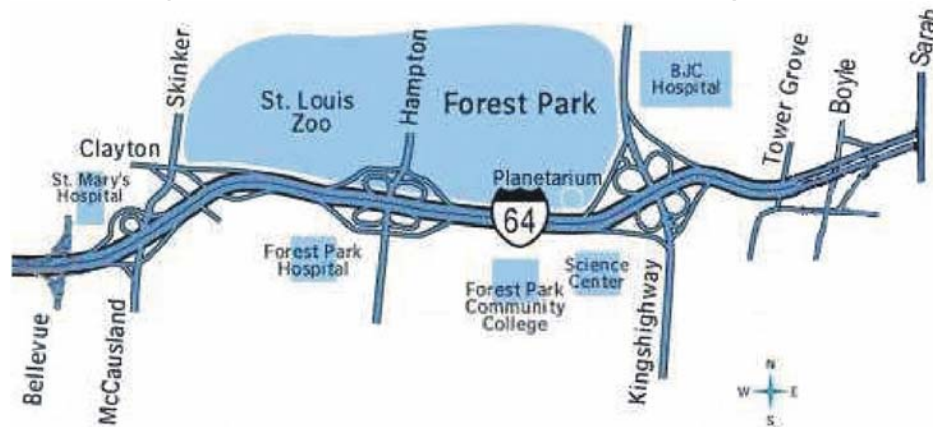 Skinker
St. Louis
Zoo
Hampton
Forest Park
BJC
Hospital
Tower Grove
Boyle
Sarah
Clayton
St. Mary's
Hospital
Planetarium
64
Forest Park
Hospital
Forest Park
Community
College
Science
Center
Bellevue
McCausland
Kingshighway
N
W
E
S